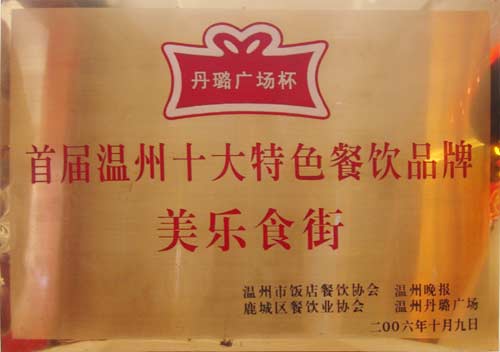 丹璐广场杯
首届温州十大特色餐饮品牌
美乐食街
温州市饭店餐饮协会 温州晚报
鹿城区餐饮业协会 温州丹璐广场
二00六年十月九日